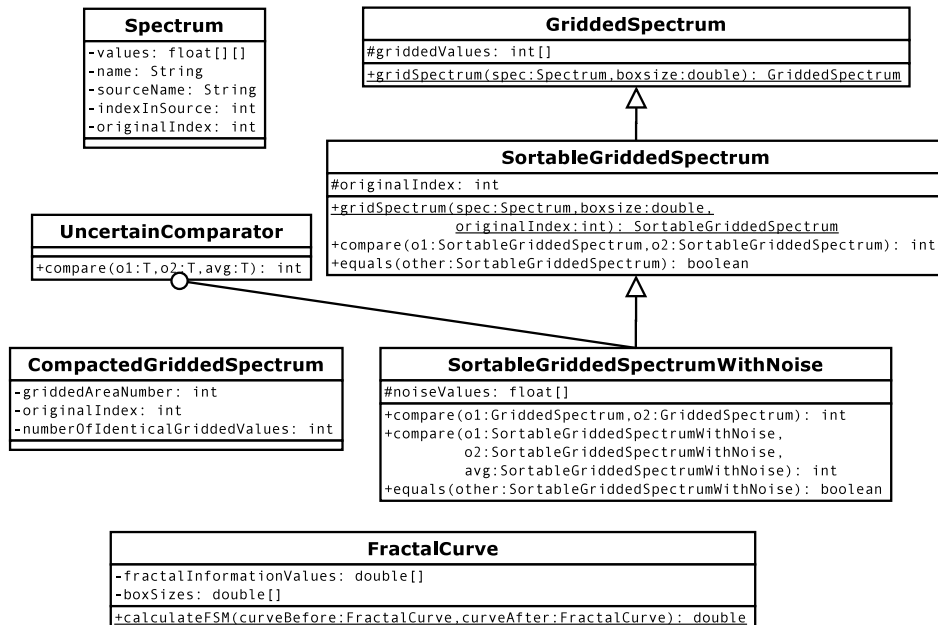 Spectrum
-values: float[][]
-name: String
-sourceName: String
-indexInSource: int
-originalIndex: int
GriddedSpectrum
#griddedValues: int[]
+gridSpectrum(spec:Spectrum,boxsize:double): GriddedSpectrum
SortableGriddedSpectrum
#originalIndex: int
+gridSpectrum(spec:Spectrum,boxsize:double,
originalIndex:int): SortableGriddedSpectrum
+compare(o1:SortableGriddedSpectrum,o2:SortableGriddedSpectrum): int
+equals(other:SortableGriddedSpectrum): boolean
UncertainComparator
+compare(o1:T,o2:T,avg:T): int
CompactedGriddedSpectrum
-griddedAreaNumber: int
-originalIndex: int
-numberOfIdenticalGriddedValues: int
SortableGriddedSpectrumWithNoise
#noiseValues: float[]
+compare(o1:GriddedSpectrum,o2:GriddedSpectrum): int
+compare(o1:SortableGriddedSpectrumWithNoise,
o2:SortableGriddedSpectrumWithNoise,
avg:SortableGriddedSpectrumWithNoise): int
+equals(other:SortableGriddedSpectrumWithNoise): boolean
FractalCurve
-fractalInformationValues: double[]
-boxSizes: double[]
+calculateFSM(curveBefore:FractalCurve,curveAfter:FractalCurve): double